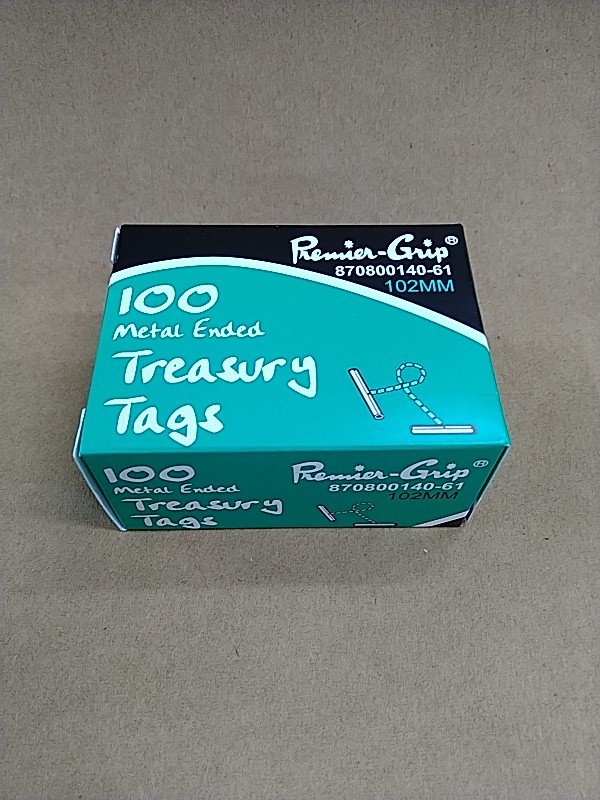 Premier-Grip®
870800140-61
102MM
100
Metal Ended
Treasury
Tags
100
Metal Ended
Treasury
Tags
Premier-Grip®
870800140-61
102MM